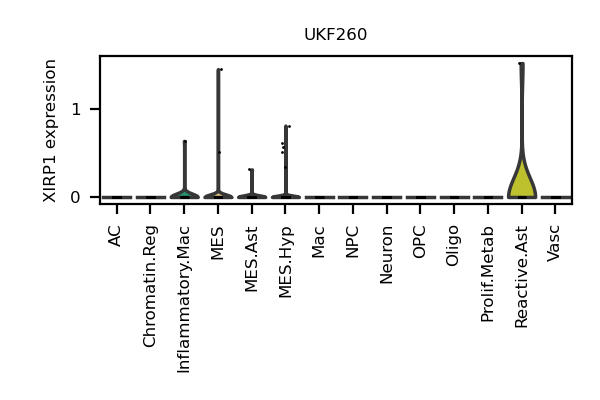 UKF260
XIRP1 expression
1
0
AC
Chromatin.Reg
Inflammatory.Mac
MES
MES.Ast
MES.Hyp
Mac
NPC
Neuron
OPC
Oligo
Prolif.Metab
Reactive.Ast
Vasc